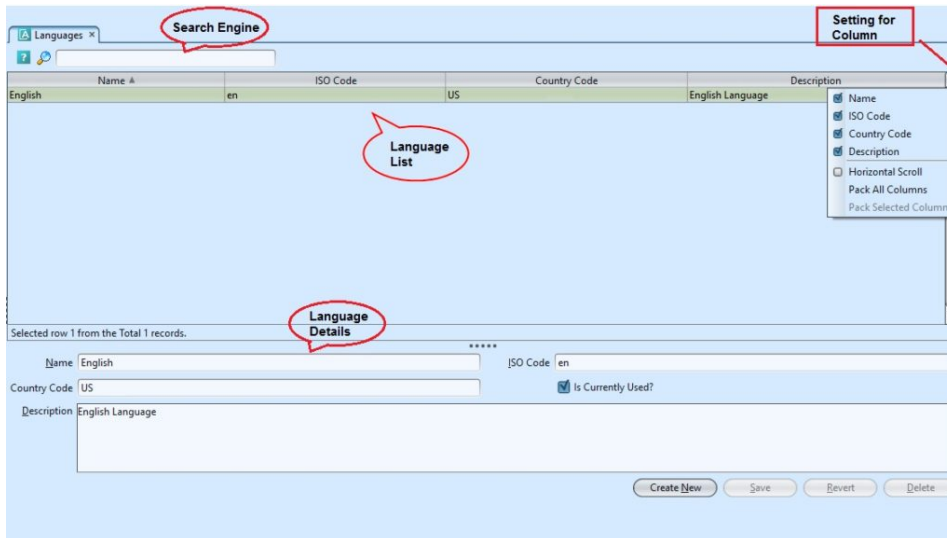 Languages ×
Search Engine
Setting for
Column
?
Name
ISO Code
Country Code
Description
English
en
US
English Language
Name
ISO Code
Country Code
Description
Horizontal Scroll
Pack All Columns
Pack Selected Column
Language
List
Language
Details
Selected row 1 from the Total 1 records.
Name English
ISO Code en
Country Code US
Is Currently Used?
Description English Language
Create New
Save
Revert
Delete